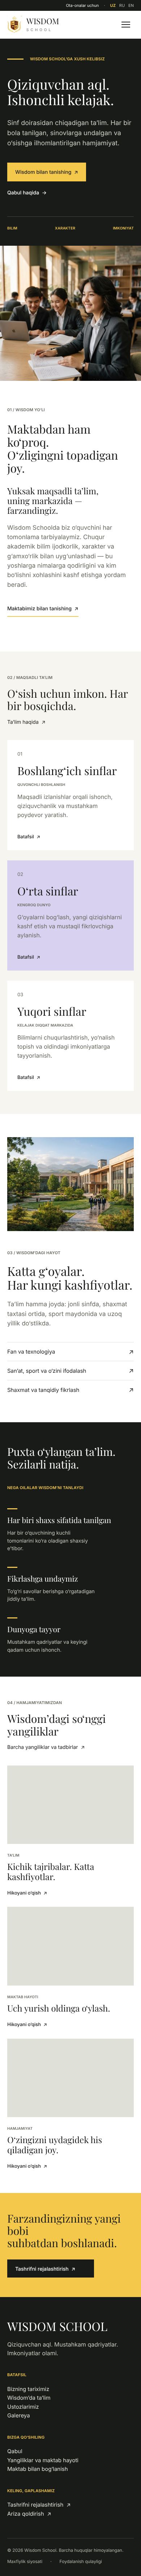 Ota-onalar uchun · UZ RU EN
WISDOM
SCHOOL
WISDOM SCHOOL'GA XUSH KELIBSIZ
Qiziquvchan aql.
Ishonchli kelajak.
Sinf doirasidan chiqadigan ta’lim. Har bir
bola tanilgan, sinovlarga undalgan va
o‘sishga ilhomlantirilgan hamjamiyat.
Wisdom bilan tanishing ↗
Qabul haqida →
BILIM XARAKTER IMKONIYAT
01 / WISDOM YO‘LI
Maktabdan ham
ko‘proq.
O‘zligingni topadigan
joy.
Yuksak maqsadli ta’lim,
uning markazida —
farzandingiz.
Wisdom Schoolda biz o‘quvchini har
tomonlama tarbiyalaymiz. Chuqur
akademik bilim ijodkorlik, xarakter va
g‘amxo‘rlik bilan uyg‘unlashadi — bu
yoshlarga nimalarga qodirligini va kim
bo‘lishni xohlashini kashf etishga yordam
beradi.
Maktabimiz bilan tanishing ↗
02 / MAQSADLI TA’LIM
O‘sish uchun imkon. Har
bir bosqichda.
Ta’lim haqida ↗
01
Boshlang‘ich sinflar
QUVONCHLI BOSHLANISH
Maqsadli izlanishlar orqali ishonch,
qiziquvchanlik va mustahkam
poydevor yaratish.
Batafsil ↗
02
O‘rta sinflar
KENGROQ DUNYO
G‘oyalarni bog‘lash, yangi qiziqishlarni
kashf etish va mustaqil fikrlovchiga
aylanish.
Batafsil ↗
03
Yuqori sinflar
KELAJAK DIQQAT MARKAZIDA
Bilimlarni chuqurlashtirish, yo‘nalish
topish va oldindagi imkoniyatlarga
tayyorlanish.
Batafsil ↗
03 / WISDOM’DAGI HAYOT
Katta g‘oyalar.
Har kungi kashfiyotlar.
Ta’lim hamma joyda: jonli sinfda, shaxmat
taxtasi ortida, sport maydonida va uzoq
yillik do‘stlikda.
Fan va texnologiya ↗
San’at, sport va o‘zini ifodalash ↗
Shaxmat va tanqidiy fikrlash ↗
Puxta o‘ylangan ta’lim.
Sezilarli natija.
NEGA OILALAR WISDOM’NI TANLAYDI
Har biri shaxs sifatida tanilgan
Har bir o‘quvchining kuchli
tomonlarini ko‘ra oladigan shaxsiy
e’tibor.
Fikrlashga undaymiz
To‘g‘ri savollar berishga o‘rgatadigan
jiddiy ta’lim.
Dunyoga tayyor
Mustahkam qadriyatlar va keyingi
qadam uchun ishonch.
04 / HAMJAMIYATIMIZDAN
Wisdom’dagi so‘nggi
yangiliklar
Barcha yangiliklar va tadbirlar ↗
TA’LIM
Kichik tajribalar. Katta
kashfiyotlar.
Hikoyani o‘qish ↗
MAKTAB HAYOTI
Uch yurish oldinga o‘ylash.
Hikoyani o‘qish ↗
HAMJAMIYAT
O‘zingizni uydagidek his
qiladigan joy.
Hikoyani o‘qish ↗
Farzandingizning yangi
bobi
suhbatdan boshlanadi.
Tashrifni rejalashtirish ↗
WISDOM SCHOOL
Qiziquvchan aql. Mustahkam qadriyatlar.
Imkoniyatlar olami.
BATAFSIL
Bizning tariximiz
Wisdom’da ta’lim
Ustozlarimiz
Galereya
BIZGA QO‘SHILING
Qabul
Yangiliklar va maktab hayoti
Maktab bilan bog‘lanish
KELING, GAPLASHAMIZ
Tashrifni rejalashtirish ↗
Ariza qoldirish ↗
© 2026 Wisdom School. Barcha huquqlar himoyalangan.
Maxfiylik siyosati · Foydalanish qulayligi